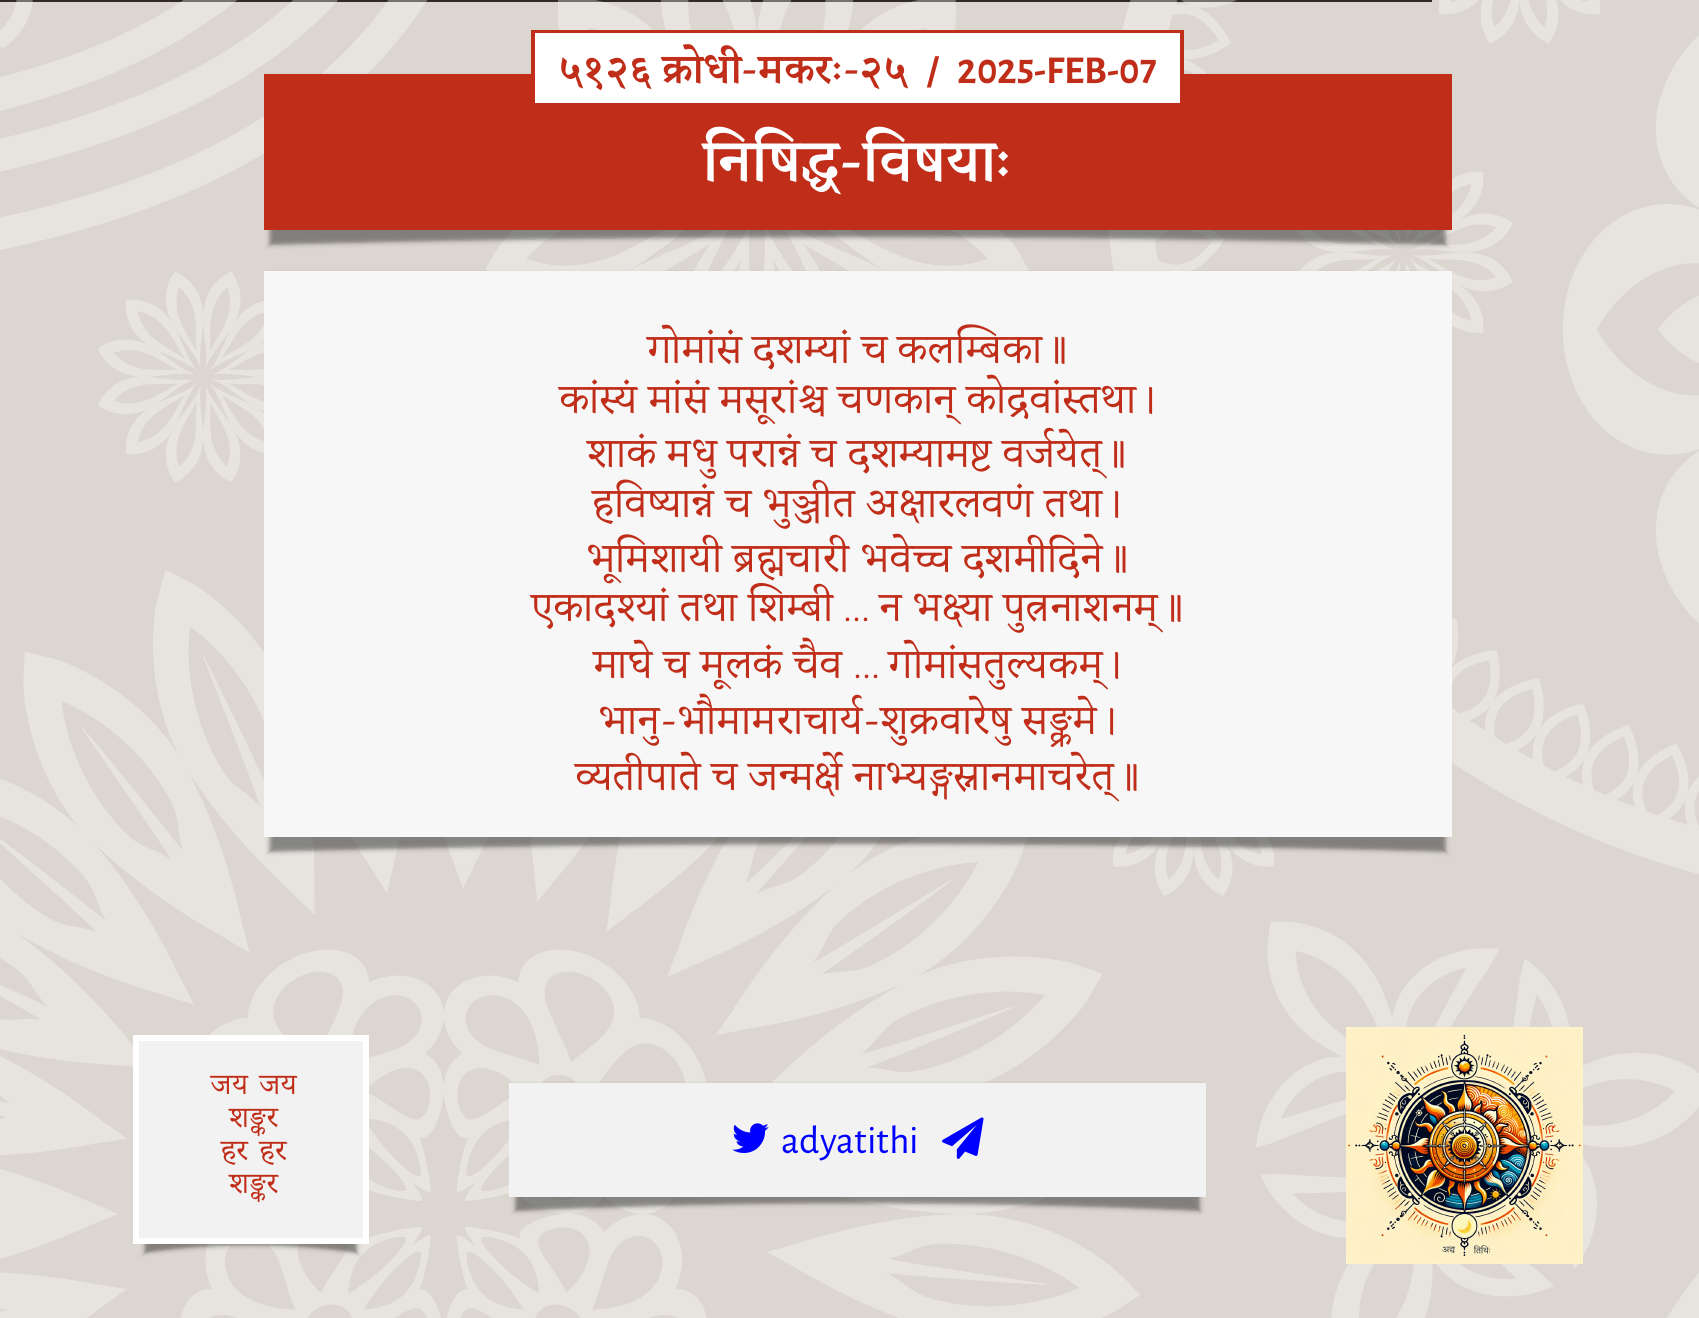 ५१२६ क्रोधी-मकरः-२५ / 2025-FEB-07
निषिद्ध-विषयाः
गोमांसं दशम्यां च कलम्बिका॥
कांस्यं मांसं मसूरांश्च चणकान् कोद्रवांस्तथा।
शाकं मधु परान्नं च दशम्यामष्ट वर्जयेत्॥
हविष्यान्नं च भुञ्जीत अक्षारलवणं तथा।
भूमिशायी ब्रह्मचारी भवेच्च दशमीदिने॥
एकादश्यां तथा शिम्बी … न भक्ष्या पुत्रनाशनम्॥
माघे च मूलकं चैव … गोमांसतुल्यकम्।
भानु-भौमामराचार्य-शुक्रवारेषु सङ्क्रमे।
व्यतीपाते च जन्मर्क्षे नाभ्यङ्गस्नानमाचरेत्॥
जय जय
शङ्कर
हर हर
शङ्कर
adyatithi
अद्य तिथिः